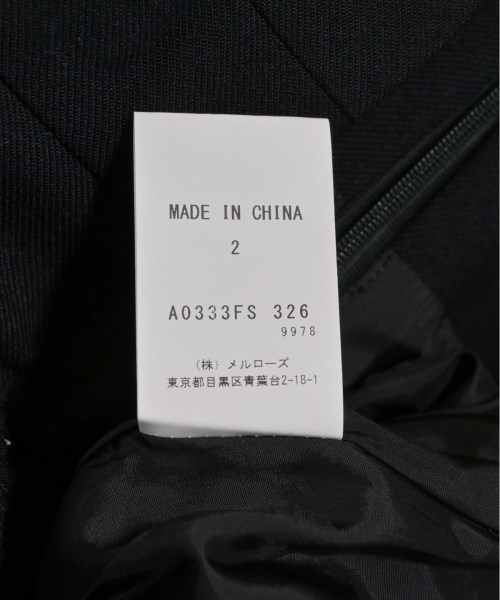 MADE IN CHINA
2
A0333FS 326
9978
(株) メルローズ
東京都目黒区青葉台2-18-1